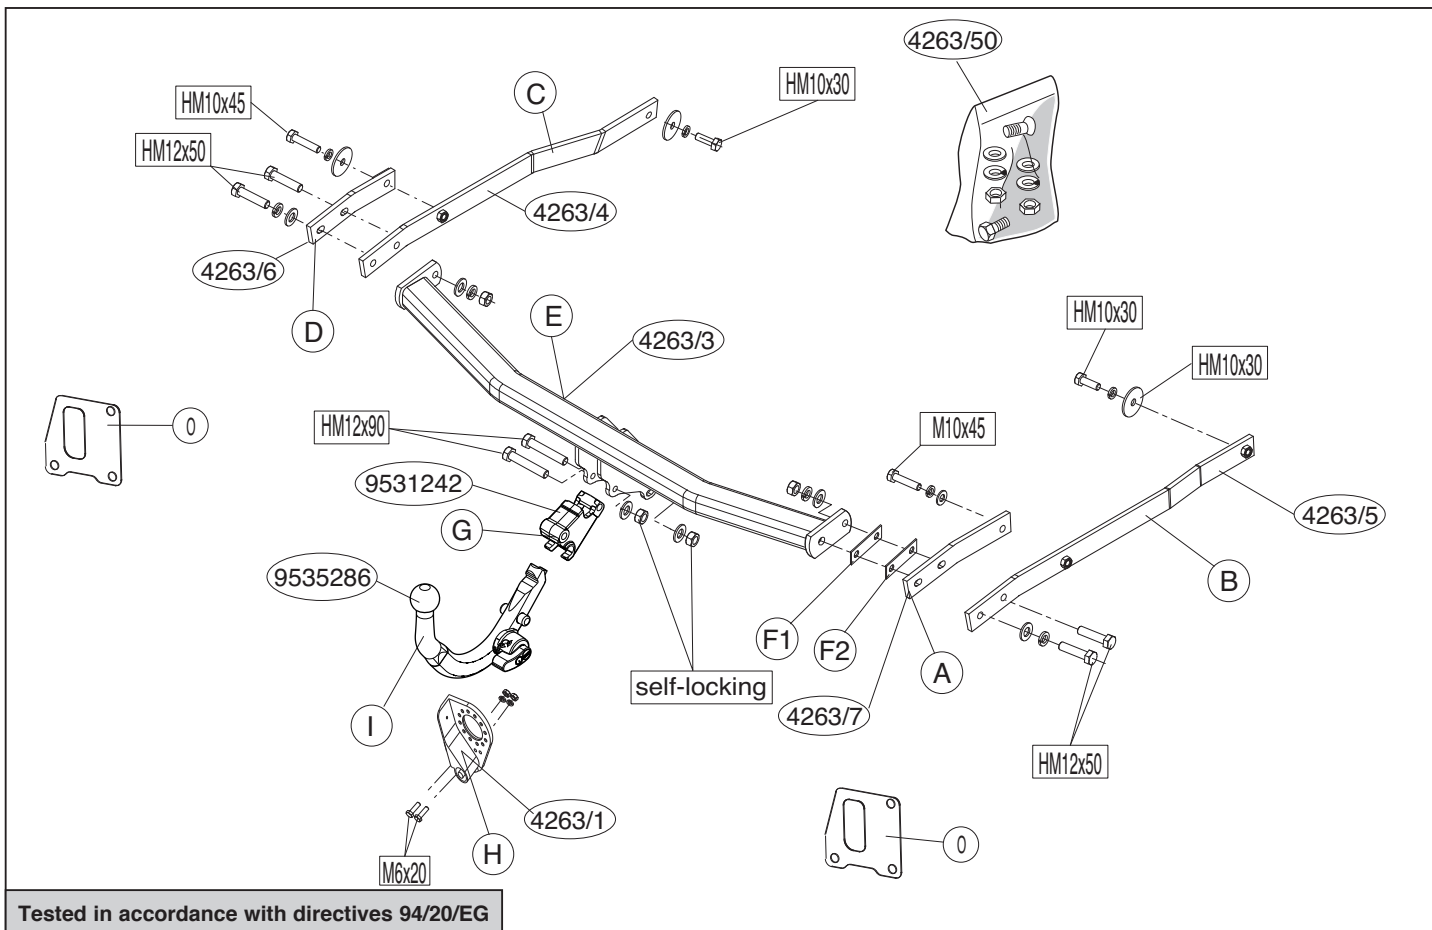 4263/50
HM10x45
HM12x50
C
HM10x30
4263/4
4263/6
D
E
4263/3
HM10x30
HM10x30
0
HM12x90
9531242
G
M10x45
4263/5
B
9535286
F1
F2
A
self-locking
4263/7
I
HM12x50
4263/1
H
0
M6x20
Tested in accordance with directives 94/20/EG